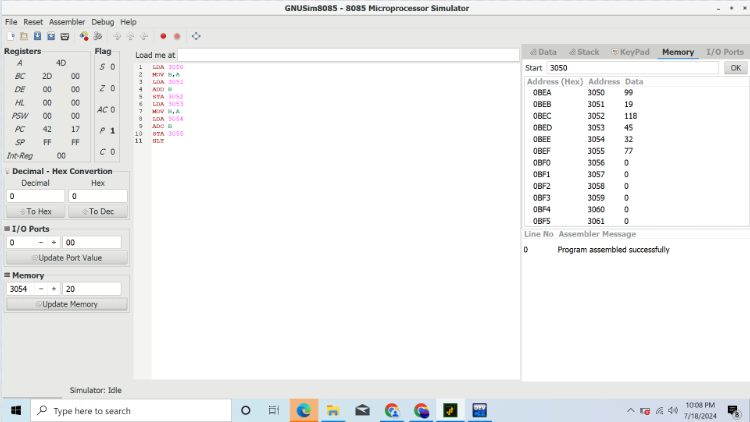 GNUSim8085 - 8085 Microprocessor Simulator
File Reset Assembler Debug Help
Registers
A 4D
BC 2D 00
DE 00 00
HL 00 00
PSW 00 00
PC 42 17
SP FF FF
Int-Reg 00
Flag
S 0
Z 0
AC 0
P 1
C 0
Decimal - Hex Convertion
Decimal Hex
0 0
To Hex To Dec
I/O Ports
0 - + 00
Update Port Value
Memory
3054 - + 20
Update Memory
Load me at
1 LDA 3050
2 MOV B,A
3 LDA 3051
4 ADD B
5 STA 3052
6 LDA 3053
7 MOV B,A
8 LDA 3054
9 ADC B
10 STA 3055
11 HLT
Data Stack KeyPad Memory I/O Ports
Start 3050 OK
Address (Hex) Address Data
0BEA 3050 99
0BEB 3051 19
0BEC 3052 118
0BED 3053 45
0BEE 3054 32
0BEF 3055 77
0BF0 3056 0
0BF1 3057 0
0BF2 3058 0
0BF3 3059 0
0BF4 3060 0
0BF5 3061 0
Line No Assembler Message
0 Program assembled successfully
Simulator: Idle
Type here to search
10:08 PM
7/18/2024